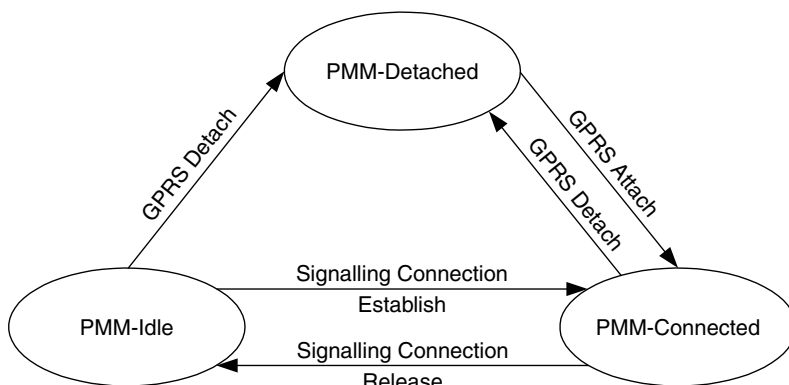 PMM-Detached
GPRS Detach
GPRS Detach
GPRS Attach
Signalling Connection
Establish
PMM-Idle
PMM-Connected
Signalling Connection
Release